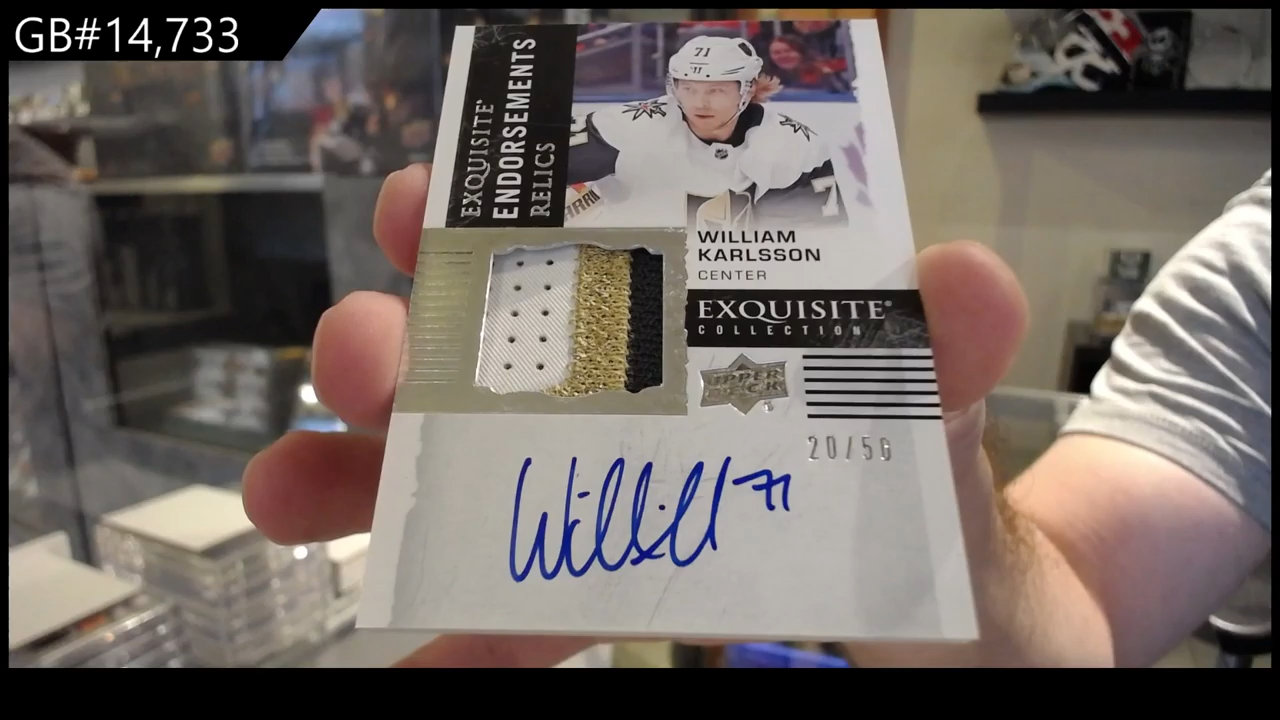 GB#14,733
EXQUISITE
ENDORSEMENTS
RELICS
71
WILLIAM
KARLSSON
CENTER
EXQUISITE
COLLECTION
UPPER
DECK
20/50
71